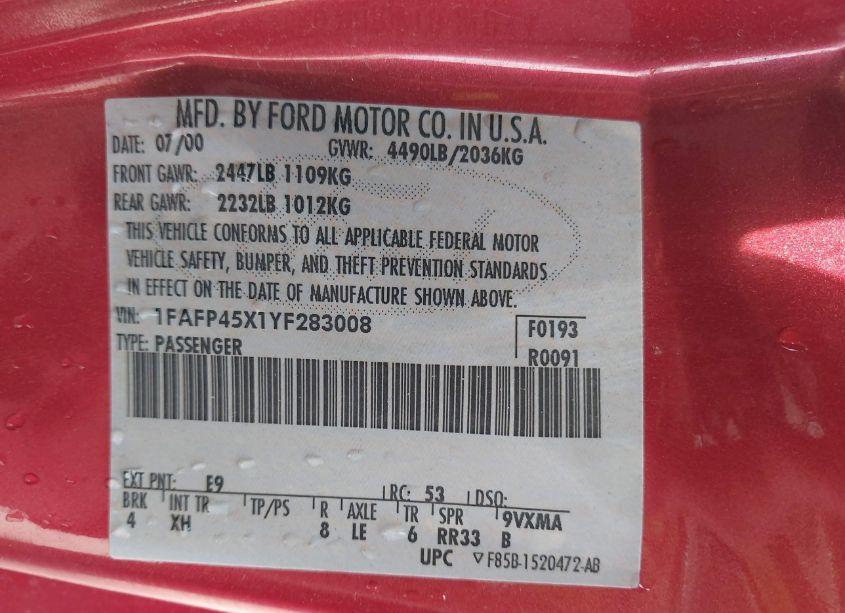 MFD. BY FORD MOTOR CO. IN U.S.A.
DATE: 07/00 GVWR: 4490LB/2036KG
FRONT GAWR: 2447LB 1109KG
REAR GAWR: 2232LB 1012KG
THIS VEHICLE CONFORMS TO ALL APPLICABLE FEDERAL MOTOR
VEHICLE SAFETY, BUMPER, AND THEFT PREVENTION STANDARDS
IN EFFECT ON THE DATE OF MANUFACTURE SHOWN ABOVE.
VIN: 1FAFP45X1YF283008 F0193
TYPE: PASSENGER R0091
EXT PNT: E9 RC: 53 DSO:
BRK INT TR TP/PS R AXLE TR SPR 9VXMA
4 XH 8 LE 6 RR33 B
UPC ▽F85B-1520472-AB